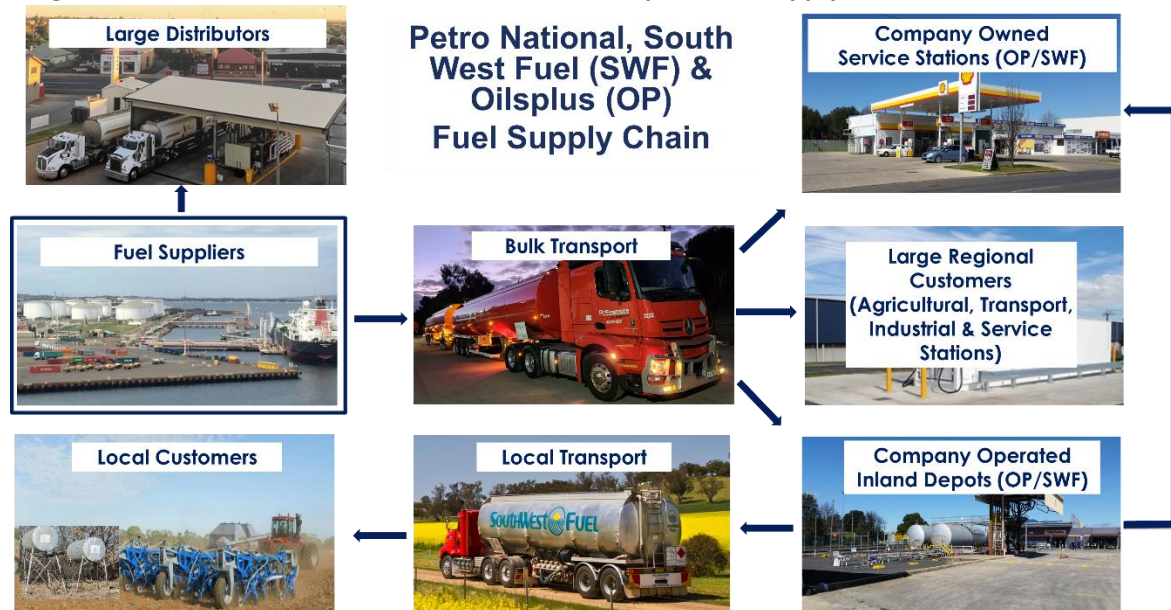 Large Distributors
Petro National, South
West Fuel (SWF) &
Oilsplus (OP)
Fuel Supply Chain
Company Owned
Service Stations (OP/SWF)
Fuel Suppliers
Bulk Transport
Large Regional
Customers
(Agricultural, Transport,
Industrial & Service
Stations)
Local Customers
Local Transport
SOUTHWEST FUEL
Company Operated
Inland Depots (OP/SWF)